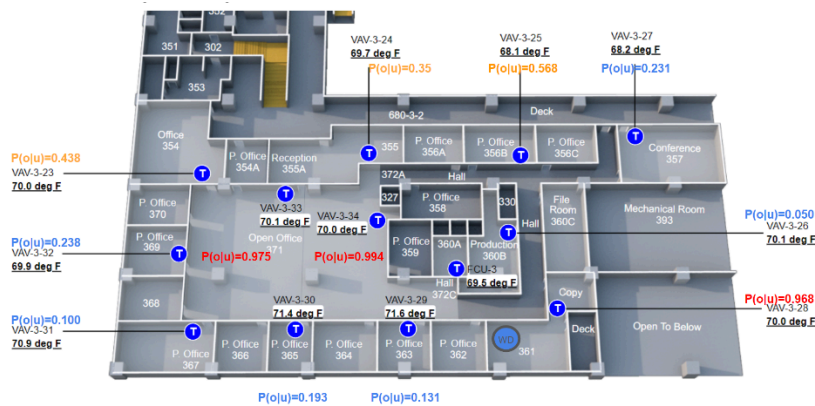 352
351
302
353
VAV-3-24
69.7 deg F
P(o|u)=0.35
VAV-3-25
68.1 deg F
P(o|u)=0.568
VAV-3-27
68.2 deg F
P(o|u)=0.231
680-3-2
Deck
Office
354
P. Office
354A
Reception
355A
355
P. Office
356A
P. Office
356B
P. Office
356C
Conference
357
T
T
T
T
P(o|u)=0.438
VAV-3-23
70.0 deg F
372A
Hall
327
P. Office
358
330
T
VAV-3-33
70.1 deg F
VAV-3-34
70.0 deg F
T
P. Office
370
Open Office
371
P. Office
369
T
P(o|u)=0.238
VAV-3-32
69.9 deg F
P(o|u)=0.975
P(o|u)=0.994
P. Office
359
360A
Production
360B
T
Hall
File
Room
360C
Mechanical Room
393
P(o|u)=0.050
VAV-3-26
70.1 deg F
T
FCU-3
69.5 deg F
Hall
372C
368
VAV-3-30
71.4 deg F
VAV-3-29
71.6 deg F
Copy
T
P(o|u)=0.968
VAV-3-28
70.0 deg F
P(o|u)=0.100
VAV-3-31
70.9 deg F
T
P. Office
367
P. Office
366
T
P. Office
365
P. Office
364
T
P. Office
363
P. Office
362
WD
361
Deck
Open To Below
P(o|u)=0.193
P(o|u)=0.131